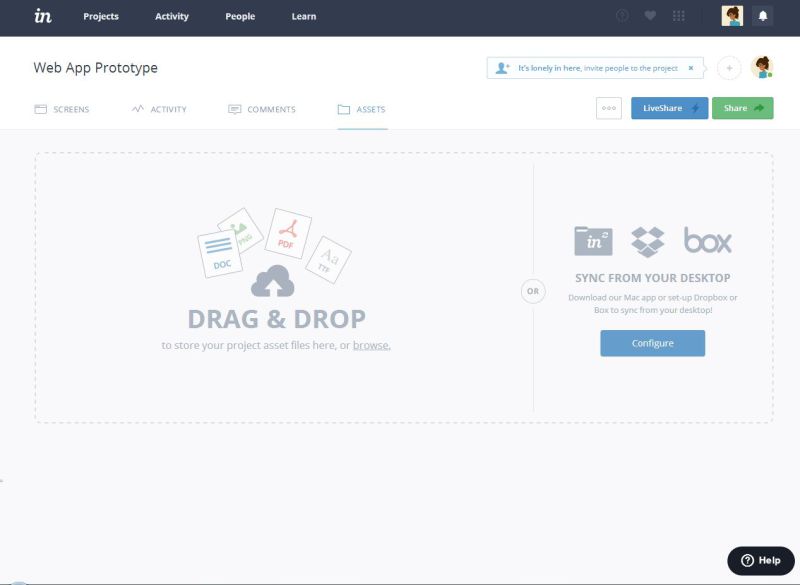 in Projects Activity People Learn
Web App Prototype
It's lonely in here, invite people to the project ×
SCREENS ACTIVITY COMMENTS ASSETS
LiveShare Share
DOC PNG PDF Aa TTF
DRAG & DROP
to store your project asset files here, or browse.
OR
in box
SYNC FROM YOUR DESKTOP
Download our Mac app or set-up Dropbox or
Box to sync from your desktop!
Configure
Help